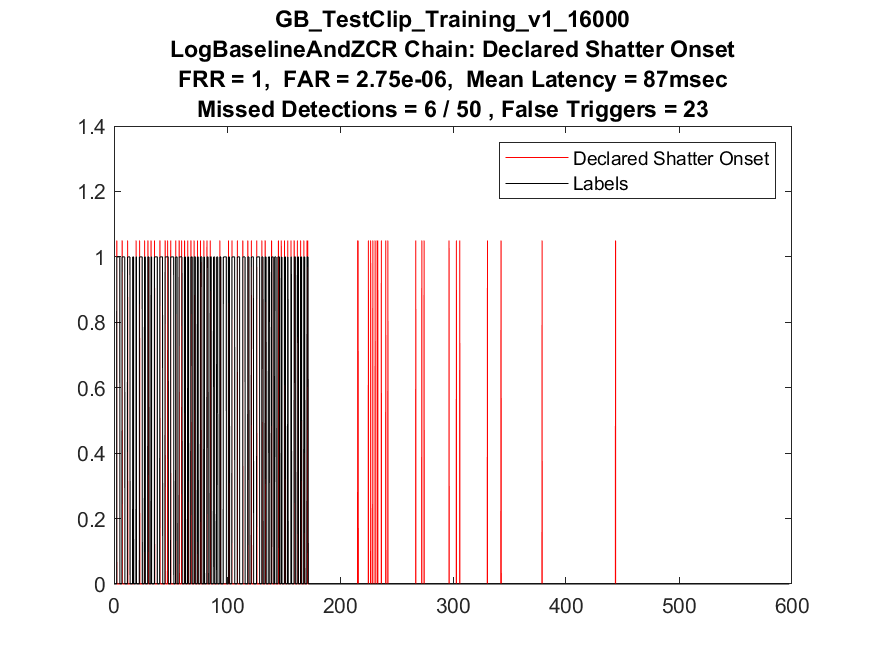 GB_TestClip_Training_v1_16000
LogBaselineAndZCR Chain: Declared Shatter Onset
FRR = 1,  FAR = 2.75e-06,  Mean Latency = 87msec
Missed Detections = 6 / 50 , False Triggers = 23
1.4
1.2
1
0.8
0.6
0.4
0.2
0
Declared Shatter Onset
Labels
0 100 200 300 400 500 600